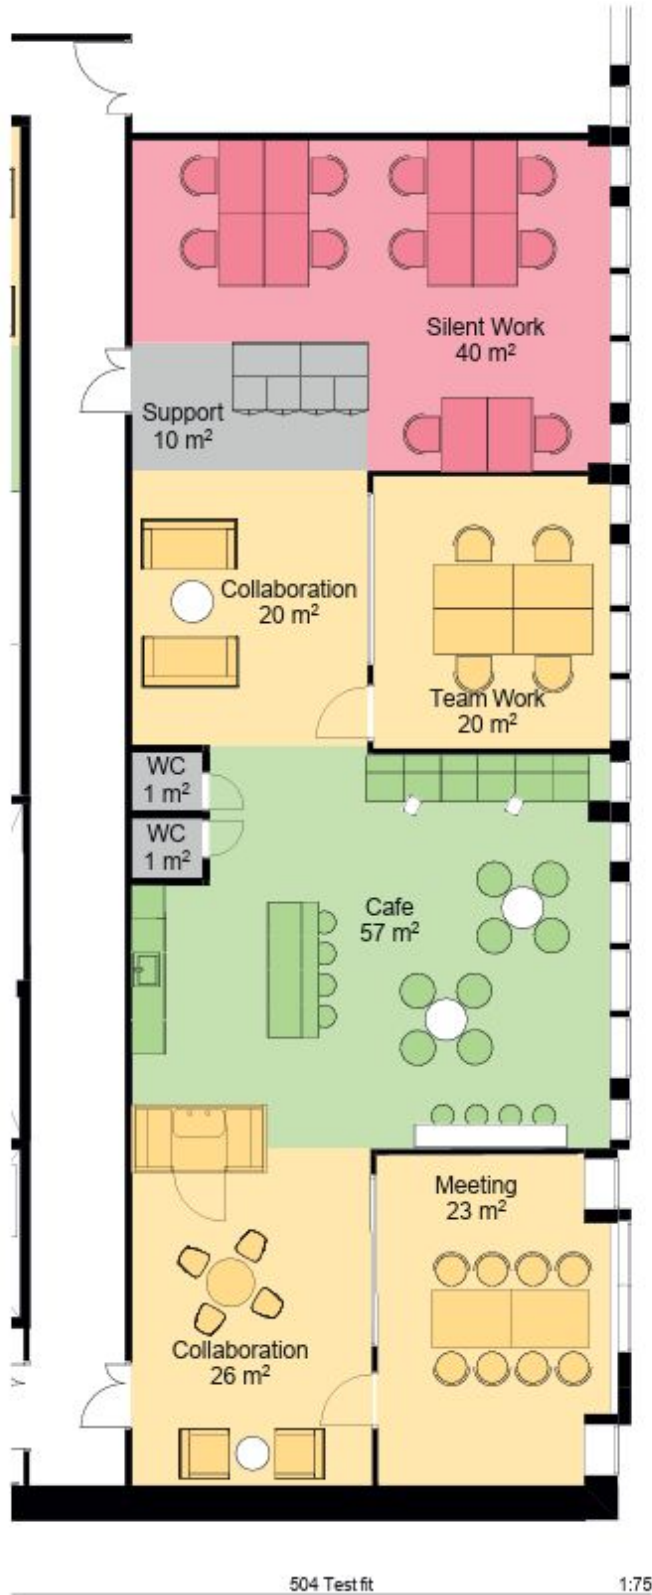 Silent Work
40 m²
Support
10 m²
Collaboration
20 m²
Team Work
20 m²
WC
1 m²
WC
1 m²
Cafe
57 m²
Meeting
23 m²
Collaboration
26 m²
504 Test fit
1:75